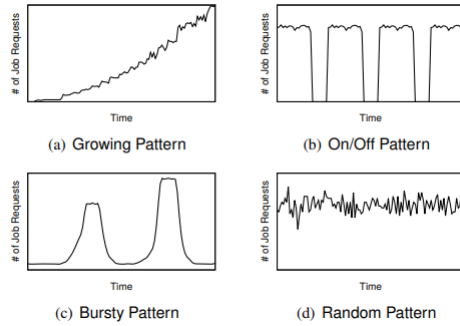 # of Job Requests
Time
(a) Growing Pattern
# of Job Requests
Time
(b) On/Off Pattern
# of Job Requests
Time
(c) Bursty Pattern
# of Job Requests
Time
(d) Random Pattern